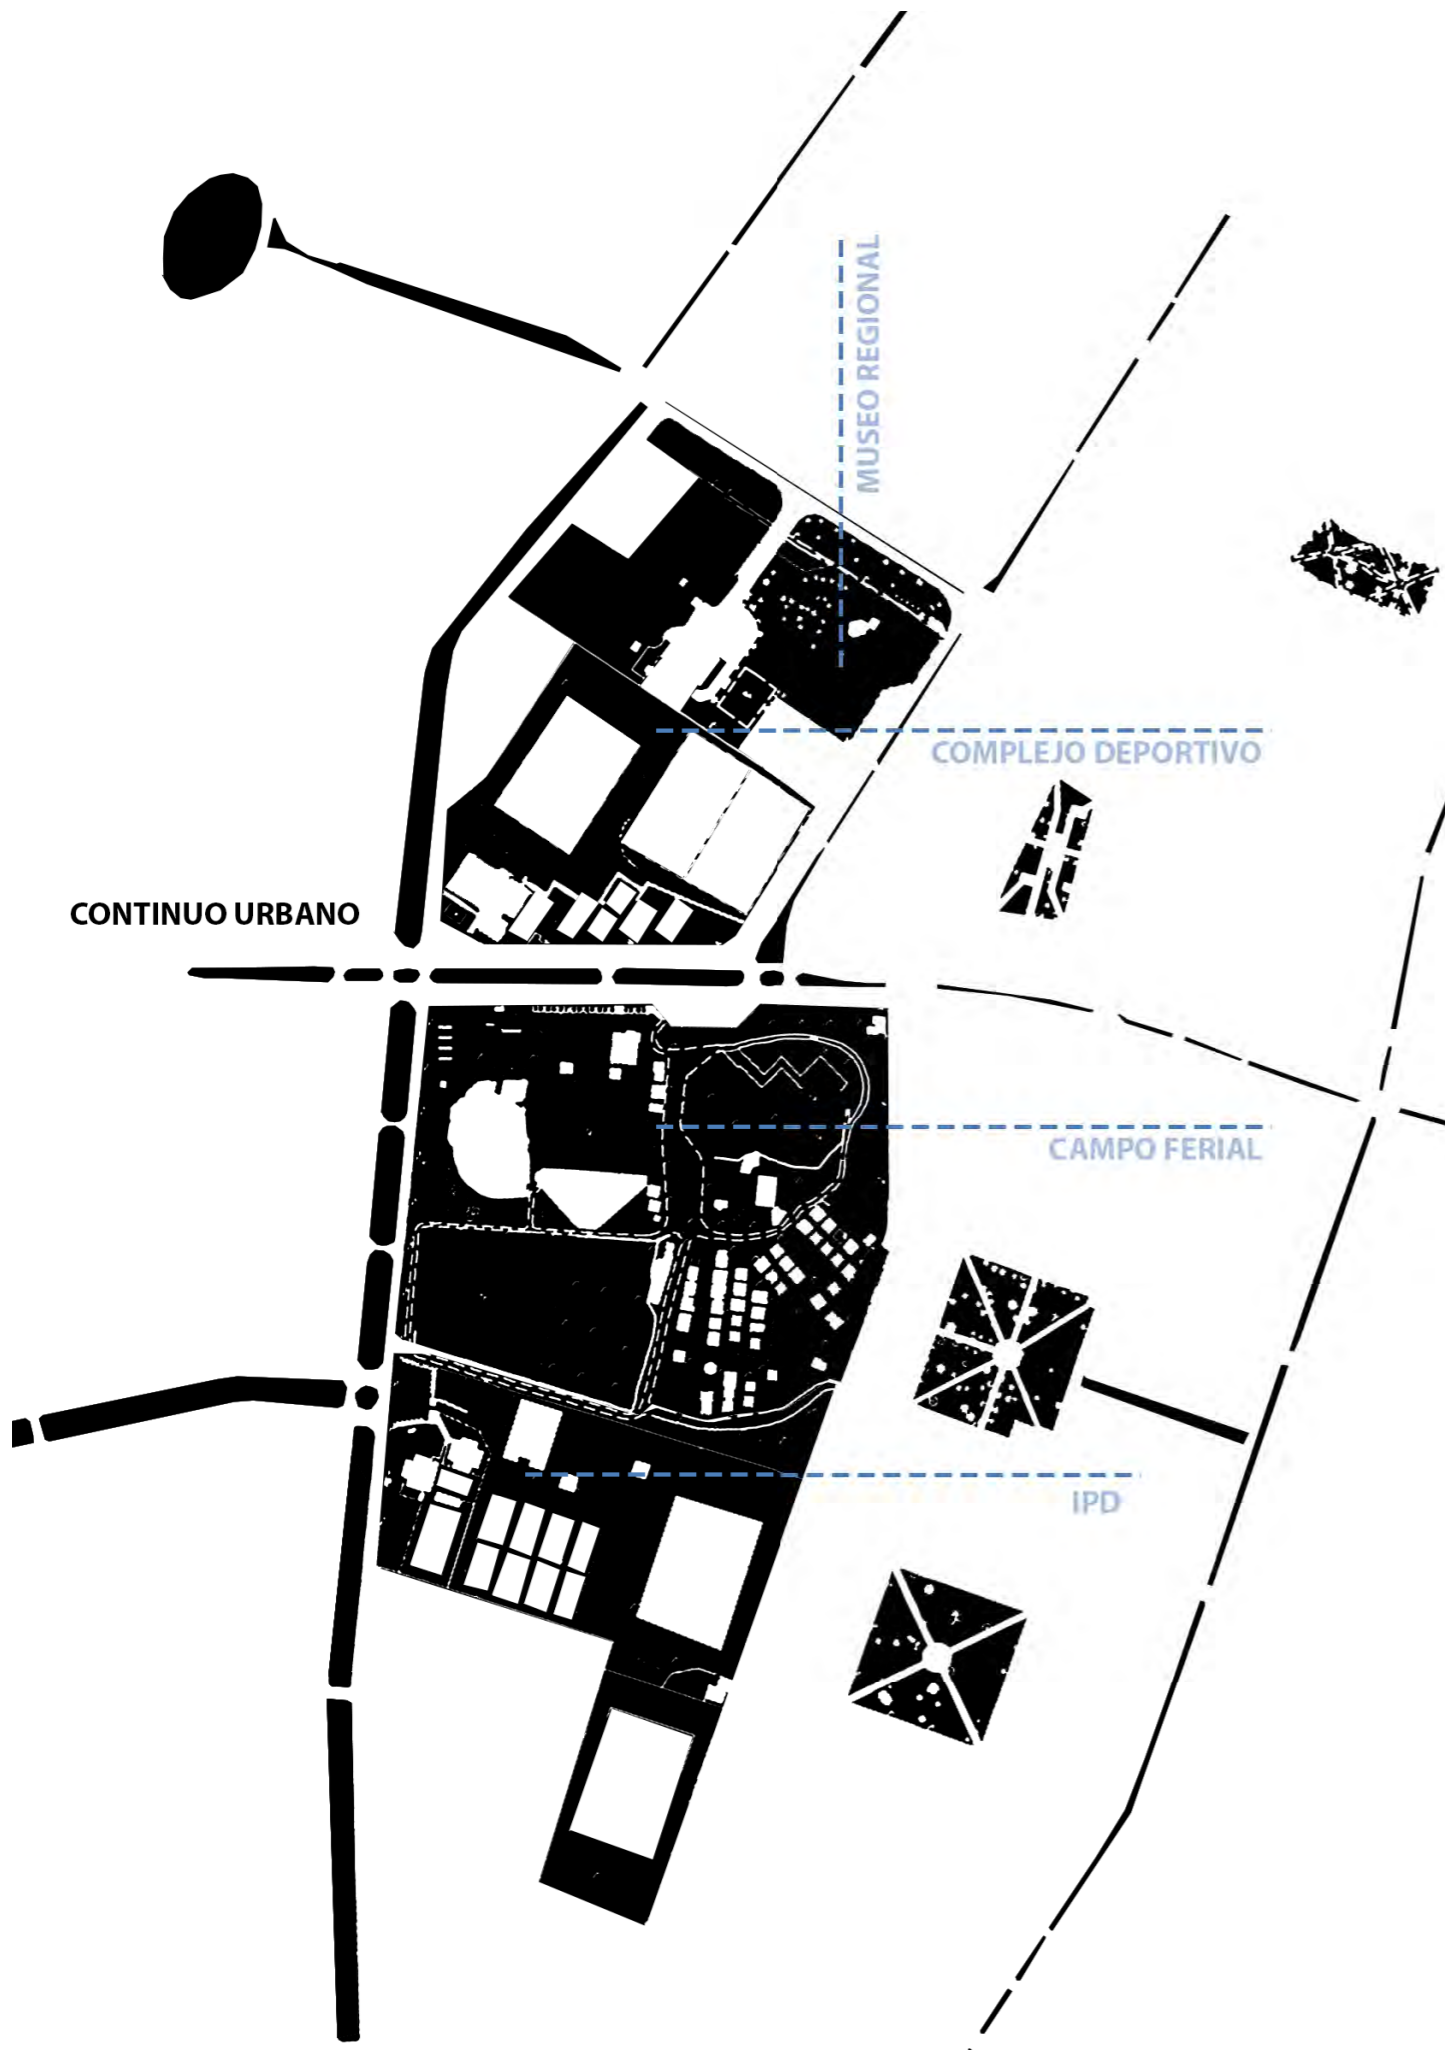 MUSEO REGIONAL
COMPLEJO DEPORTIVO
CONTINUO URBANO
CAMPO FERIAL
IPD